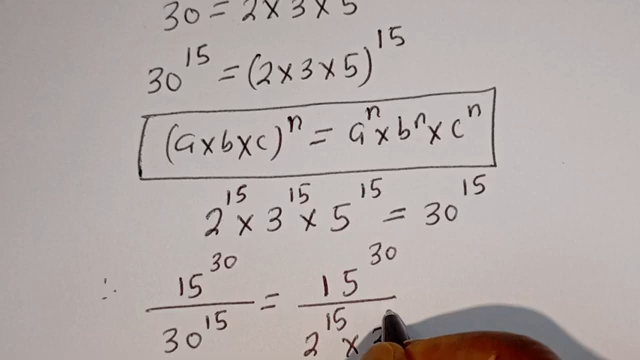 30 = 2 × 3 × 5
30^15 = (2×3×5)^15
(a×b×c)^n = a^n × b^n × c^n
2^15 × 3^15 × 5^15 = 30^15
∴ 15^30 / 30^15 = 15^30 / 2^15 ×